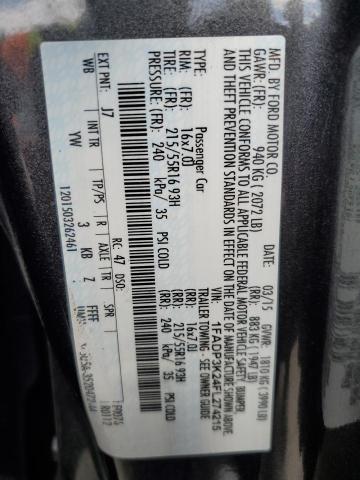 MFD. BY FORD MOTOR CO.
03/15 GVWR: 1810 KG ( 3990 LB)
GAWR: (FR) 940 KG ( 2072 LB) (RR) 883 KG ( 1947 LB)
THIS VEHICLE CONFORMS TO ALL APPLICABLE FEDERAL MOTOR VEHICLE SAFETY, BUMPER,
AND THEFT PREVENTION STANDARDS IN EFFECT ON THE DATE OF MANUFACTURE SHOWN ABOVE.
VIN: 1FADP3K24FL274215
Passenger Car
TRAILER TOWING - SEE OWNER GUIDE
RIM: (FR) 16x7.0J (RR) 16x7.0J
TIRE: (FR) 215/55R16 93H (RR) 215/55R16 93H
PRESSURE: (FR) 240 kPa/ 35 PSI COLD (RR) 240 kPa/ 35 PSI COLD
EXT PNT: J7 RC: 47 DSO:
WB INT TR TP/PS R AXLE TR SPR
YW 3 KB Z FFFF
1201503262461